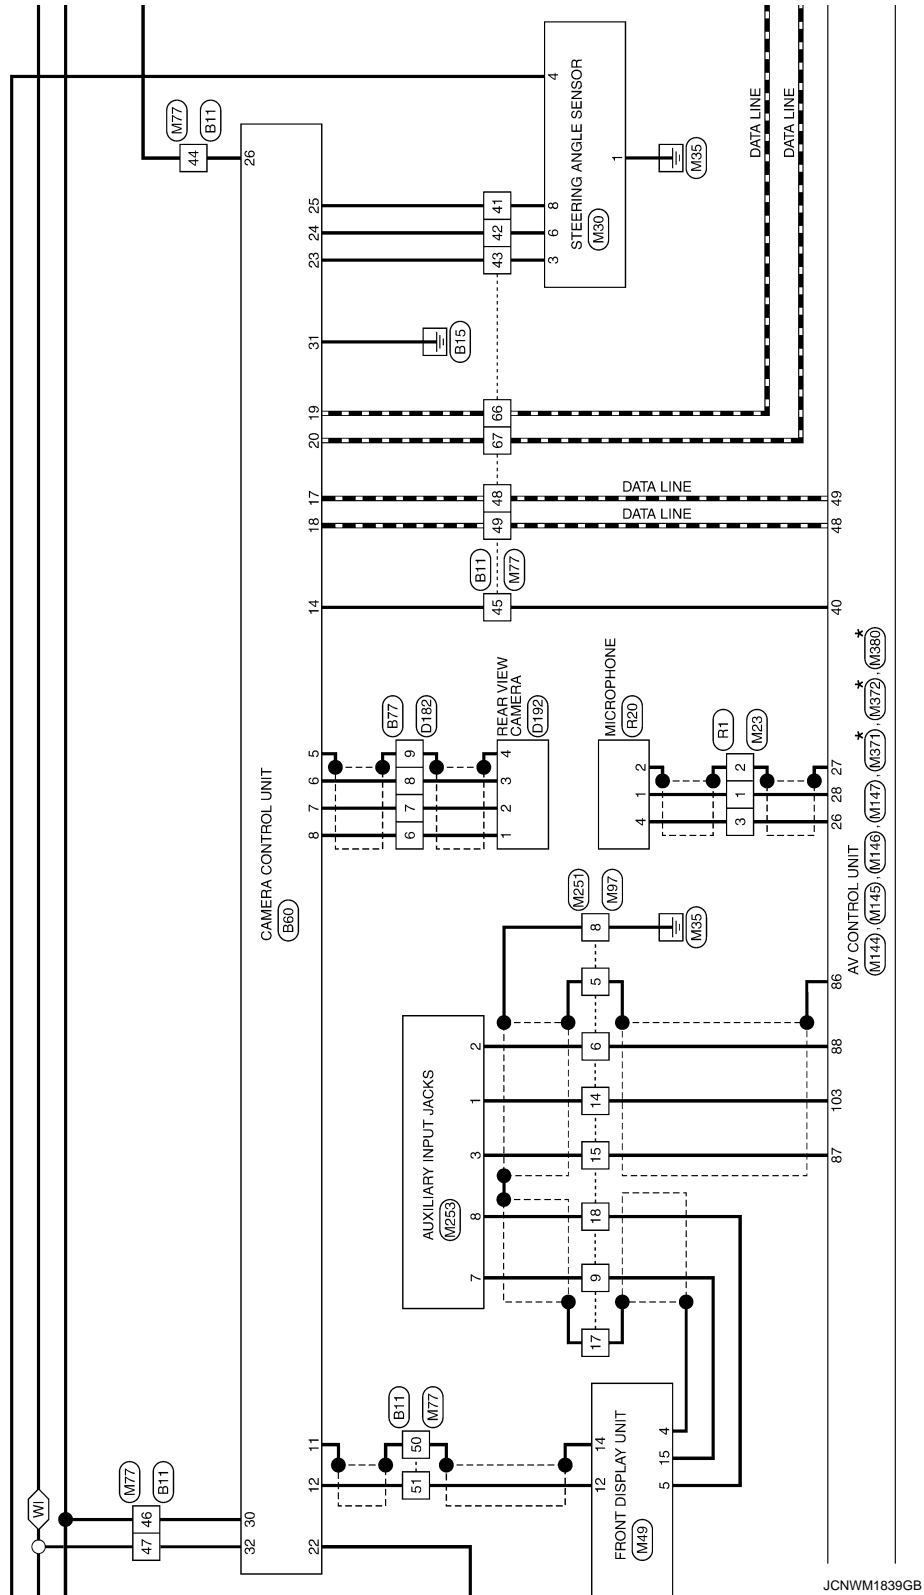 4
STEERING ANGLE SENSOR
M30
1
M35
DATA LINE
DATA LINE
M77
B11
44
26
25
41
8
24
42
6
23
43
3
31
B15
19
66
20
67
17
48
DATA LINE
49
18
49
DATA LINE
48
B11
M77
14
45
40
CAMERA CONTROL UNIT
B60
B77
D182
REAR VIEW
CAMERA
D192
5
9
4
6
8
3
7
7
2
8
6
1
MICROPHONE
R20
R1
M23
2
2
27
1
1
28
4
3
26
AV CONTROL UNIT
M144 , M145 , M146 , M147 , M371 * , M372 * , M380 *
M251
M97
8
M35
5
86
AUXILIARY INPUT JACKS
M253
2
6
88
1
14
103
3
15
87
8
18
7
9
17
B11
M77
11
50
14
12
51
12
FRONT DISPLAY UNIT
M49
4
15
5
WI
M77
B11
46
30
47
32
22
JCNWM1839GB